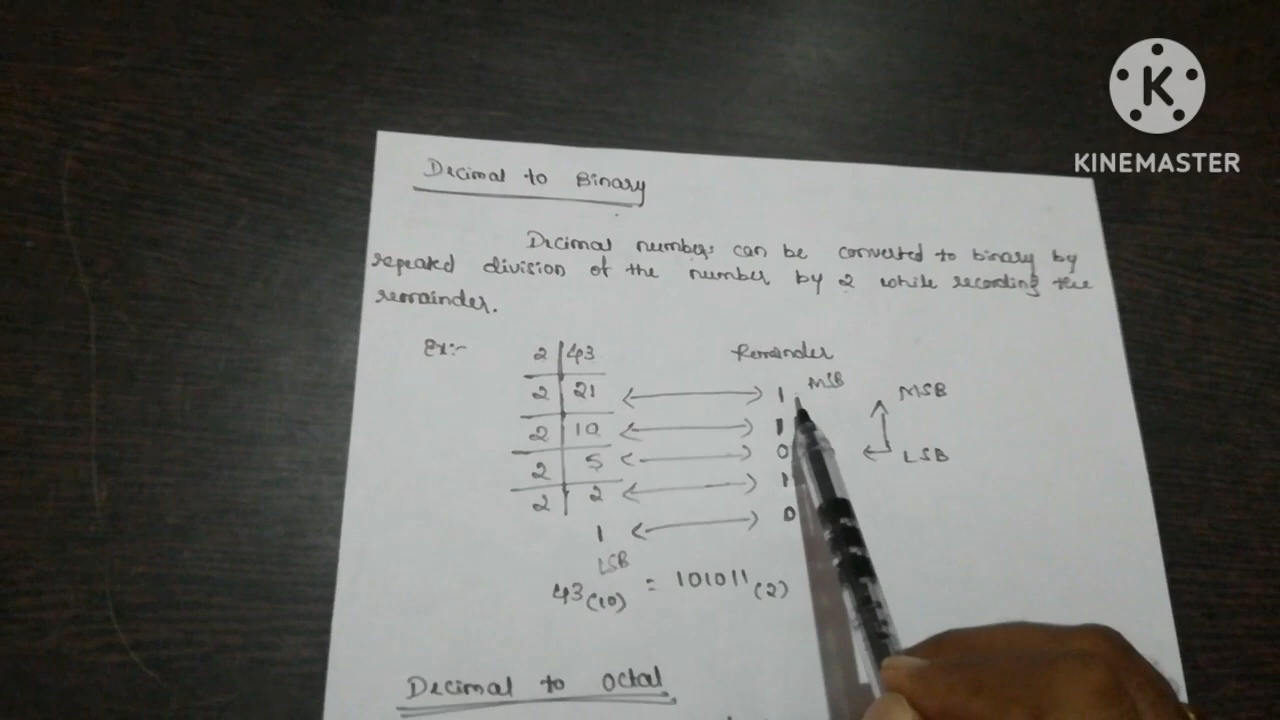 KINEMASTER
Decimal to Binary
Decimal numbers can be converted to binary by
repeated division of the number by 2 while recording the
remainder.
Ex:- 2 43 Remainder
2 21 1 MSB MSB
2 10 1
2 5 0 LSB
2 2 1
1 0
LSB
43(10) = 101011(2)
Decimal to Octal